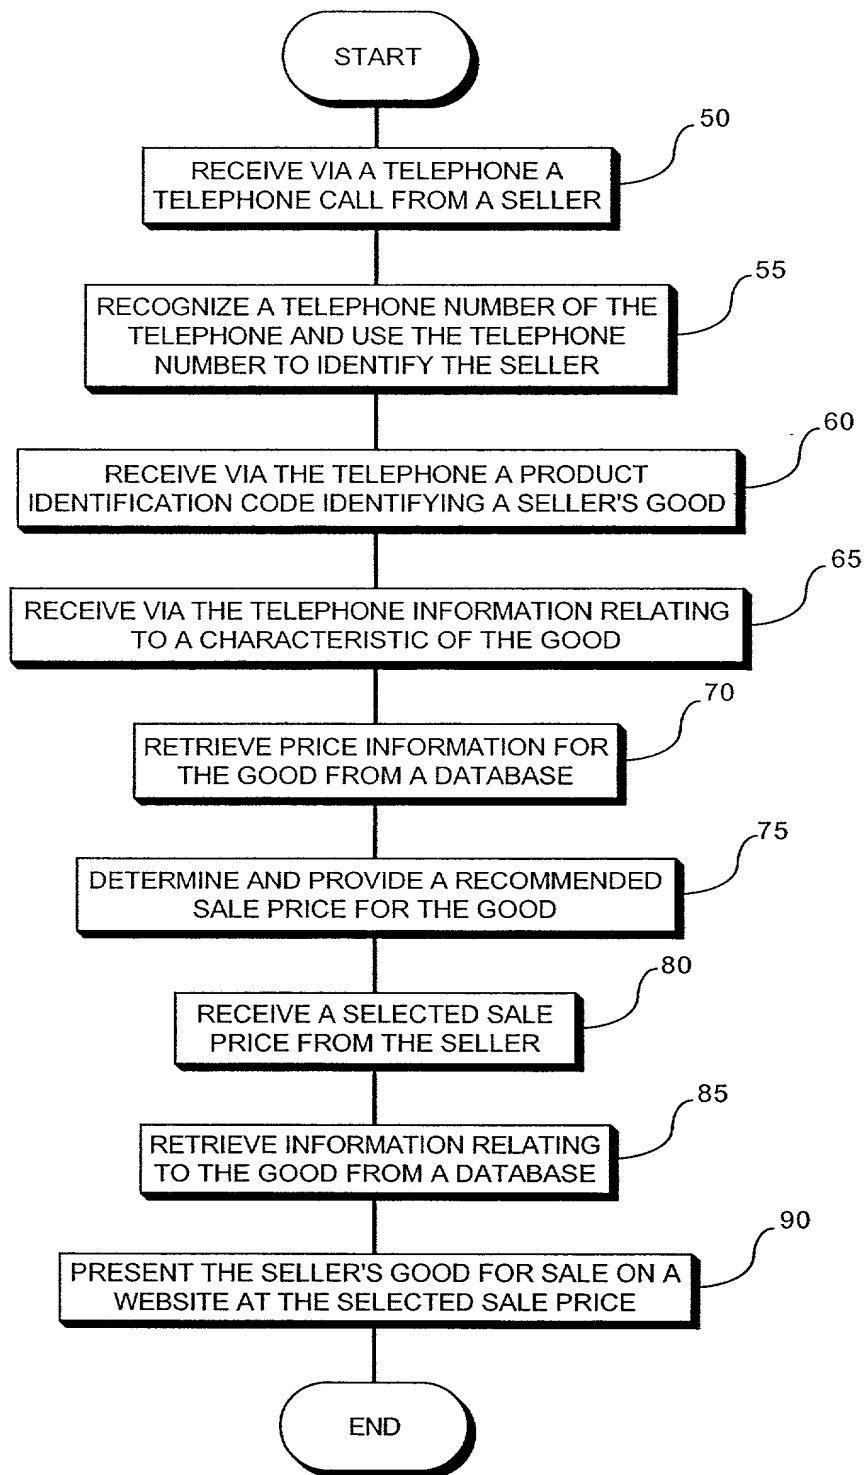 START
50
RECEIVE VIA A TELEPHONE A
TELEPHONE CALL FROM A SELLER
55
RECOGNIZE A TELEPHONE NUMBER OF THE
TELEPHONE AND USE THE TELEPHONE
NUMBER TO IDENTIFY THE SELLER
60
RECEIVE VIA THE TELEPHONE A PRODUCT
IDENTIFICATION CODE IDENTIFYING A SELLER'S GOOD
65
RECEIVE VIA THE TELEPHONE INFORMATION RELATING
TO A CHARACTERISTIC OF THE GOOD
70
RETRIEVE PRICE INFORMATION FOR
THE GOOD FROM A DATABASE
75
DETERMINE AND PROVIDE A RECOMMENDED
SALE PRICE FOR THE GOOD
80
RECEIVE A SELECTED SALE
PRICE FROM THE SELLER
85
RETRIEVE INFORMATION RELATING
TO THE GOOD FROM A DATABASE
90
PRESENT THE SELLER'S GOOD FOR SALE ON A
WEBSITE AT THE SELECTED SALE PRICE
END